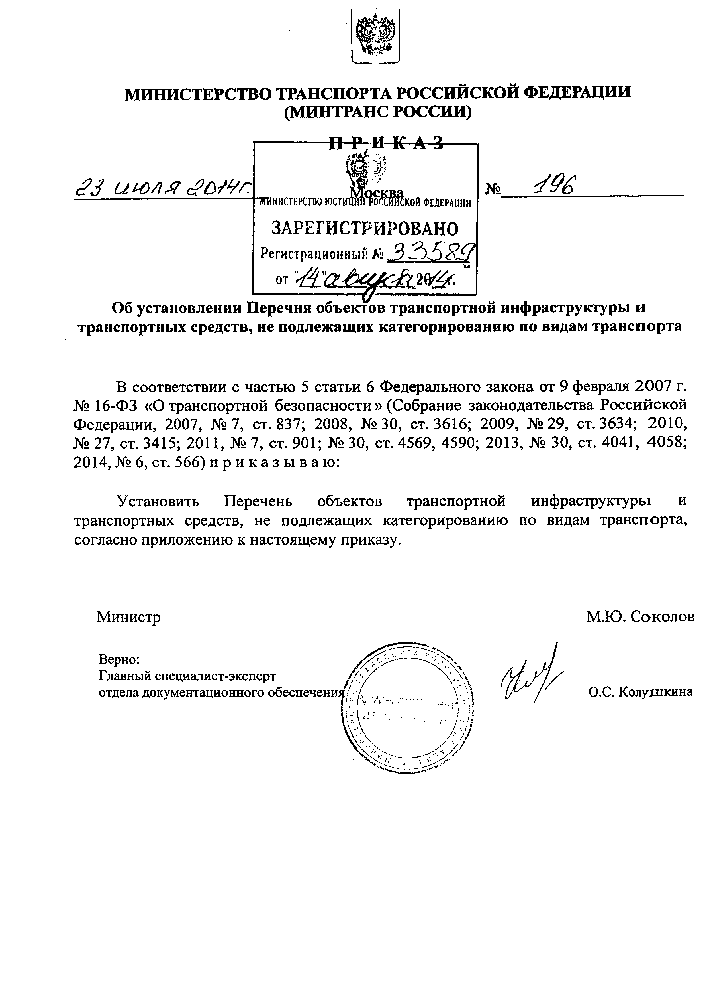 МИНИСТЕРСТВО ТРАНСПОРТА РОССИЙСКОЙ ФЕДЕРАЦИИ
(МИНТРАНС РОССИИ)
П Р И К А З
23 июля 2014г.
Москва
№ 196
МИНИСТЕРСТВО ЮСТИЦИИ РОССИЙСКОЙ ФЕДЕРАЦИИ
ЗАРЕГИСТРИРОВАНО
Регистрационный № 33589
от "14" августа 2014г.
Об установлении Перечня объектов транспортной инфраструктуры и
транспортных средств, не подлежащих категорированию по видам транспорта
В соответствии с частью 5 статьи 6 Федерального закона от 9 февраля 2007 г.
№ 16-ФЗ «О транспортной безопасности» (Собрание законодательства Российской
Федерации, 2007, № 7, ст. 837; 2008, № 30, ст. 3616; 2009, № 29, ст. 3634; 2010,
№ 27, ст. 3415; 2011, № 7, ст. 901; № 30, ст. 4569, 4590; 2013, № 30, ст. 4041, 4058;
2014, № 6, ст. 566) п р и к а з ы в а ю:
Установить Перечень объектов транспортной инфраструктуры и
транспортных средств, не подлежащих категорированию по видам транспорта,
согласно приложению к настоящему приказу.
Министр
М.Ю. Соколов
Верно:
Главный специалист-эксперт
отдела документационного обеспечения
О.С. Колушкина
МИНИСТЕРСТВО ТРАНСПОРТА РОССИЙСКОЙ ФЕДЕРАЦИИ
АДМИНИСТРАТИВНЫЙ
ДЕПАРТАМЕНТ